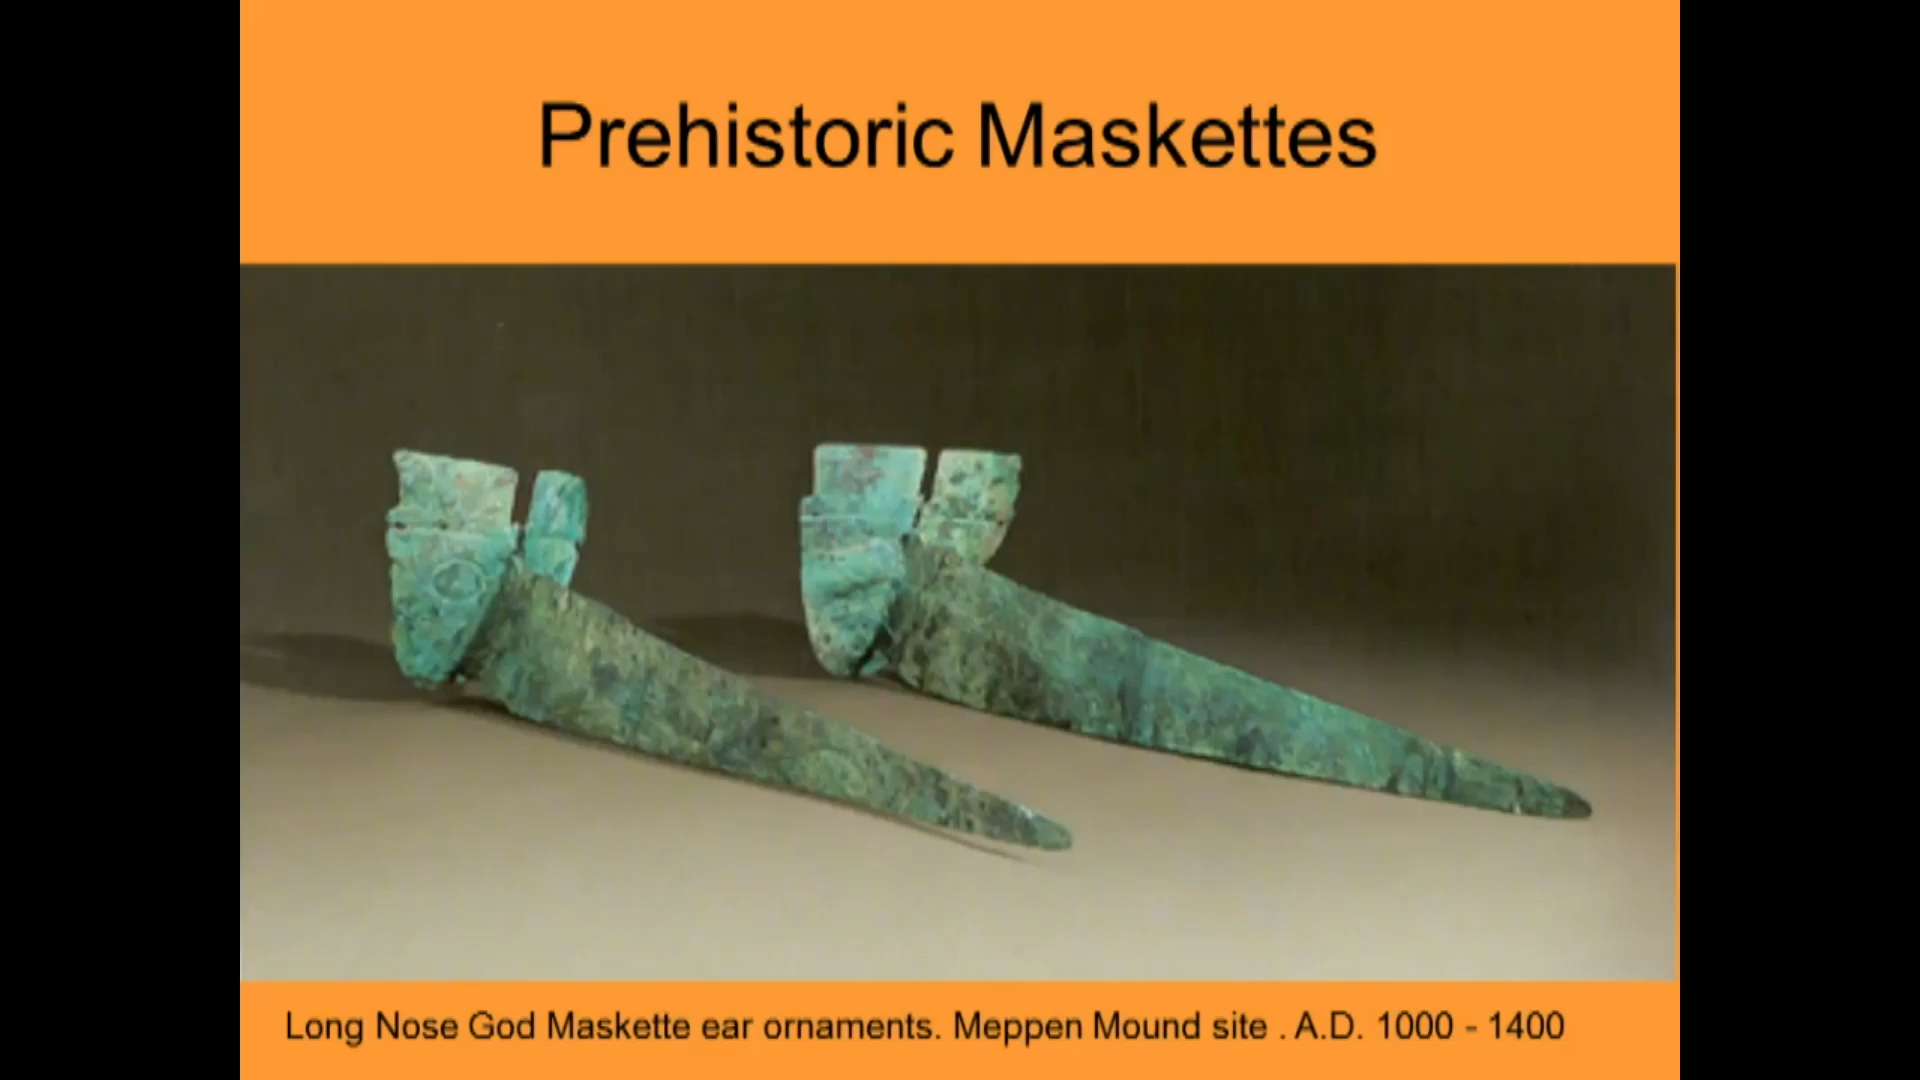 Prehistoric Maskettes
Long Nose God Maskette ear ornaments. Meppen Mound site . A.D. 1000 - 1400